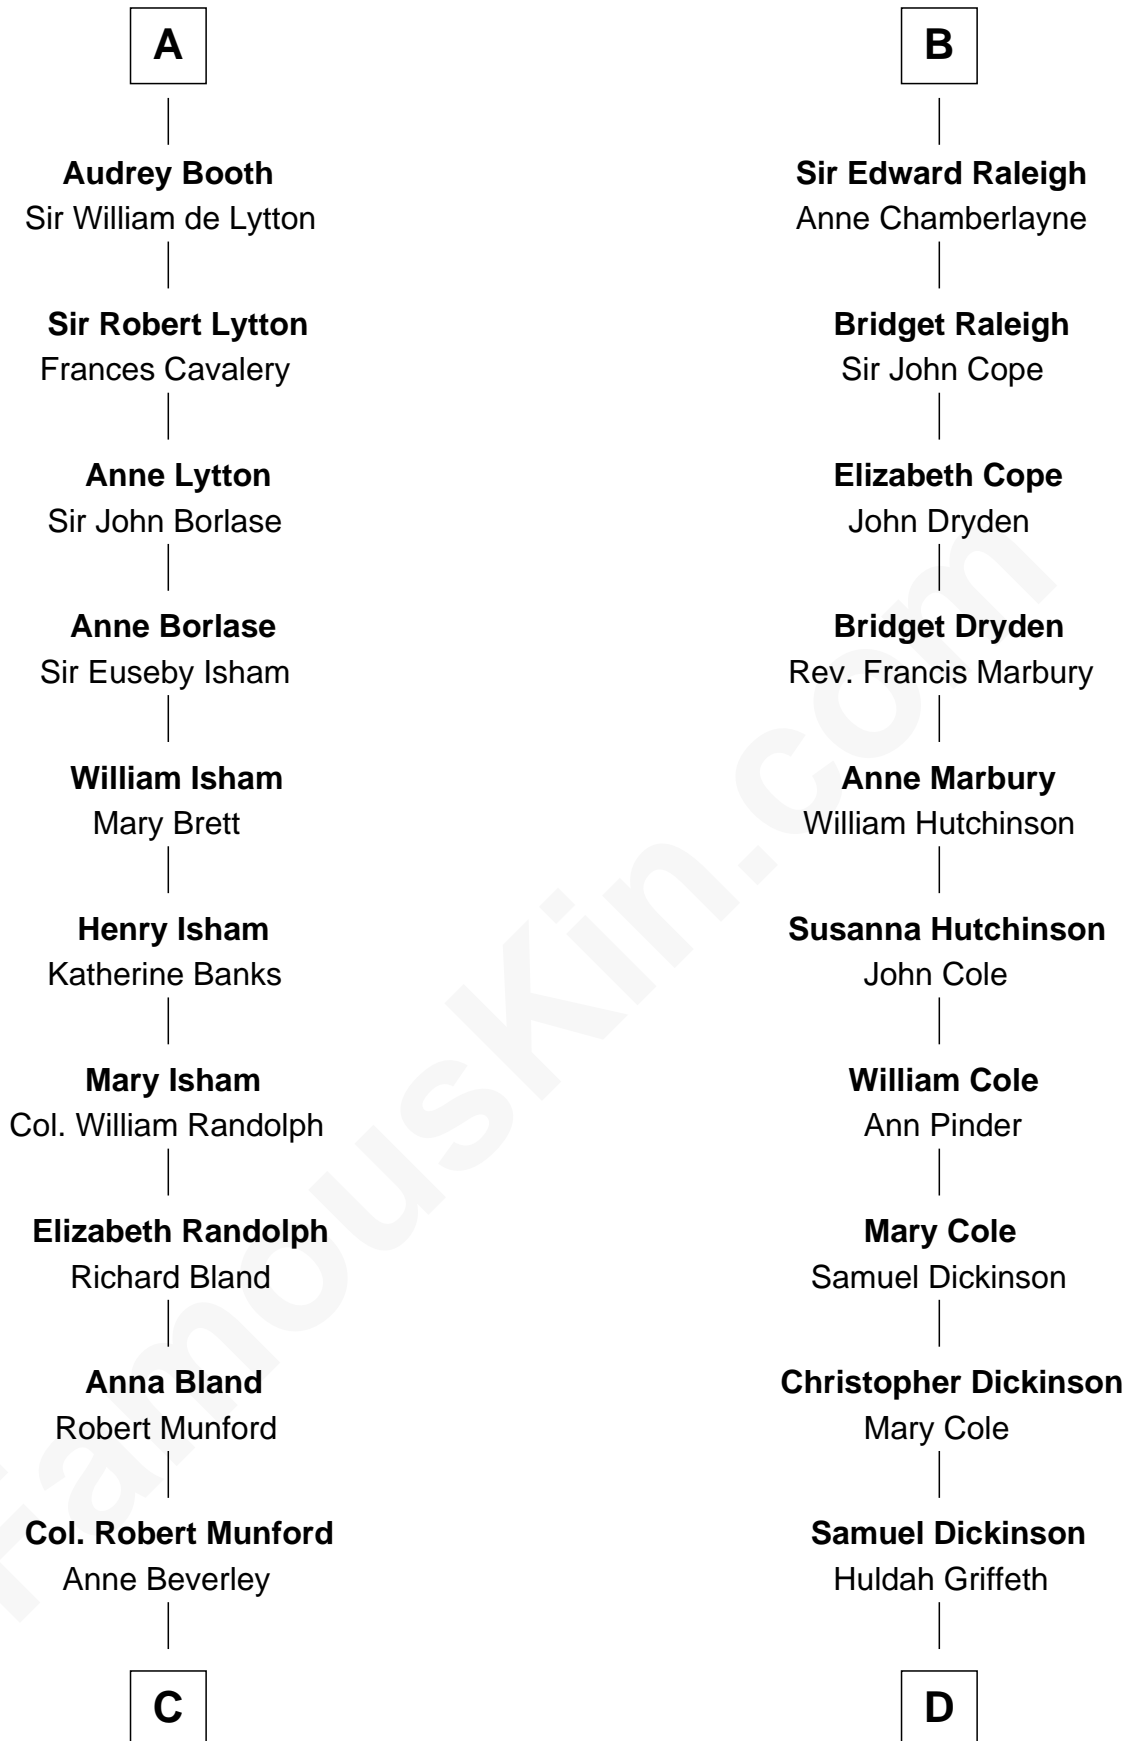 A
Audrey Booth
Sir William de Lytton
Sir Robert Lytton
Frances Cavalery
Anne Lytton
Sir John Borlase
Anne Borlase
Sir Euseby Isham
William Isham
Mary Brett
Henry Isham
Katherine Banks
Mary Isham
Col. William Randolph
Elizabeth Randolph
Richard Bland
Anna Bland
Robert Munford
Col. Robert Munford
Anne Beverley
C
B
Sir Edward Raleigh
Anne Chamberlayne
Bridget Raleigh
Sir John Cope
Elizabeth Cope
John Dryden
Bridget Dryden
Rev. Francis Marbury
Anne Marbury
William Hutchinson
Susanna Hutchinson
John Cole
William Cole
Ann Pinder
Mary Cole
Samuel Dickinson
Christopher Dickinson
Mary Cole
Samuel Dickinson
Huldah Griffeth
D
FamousKin.com